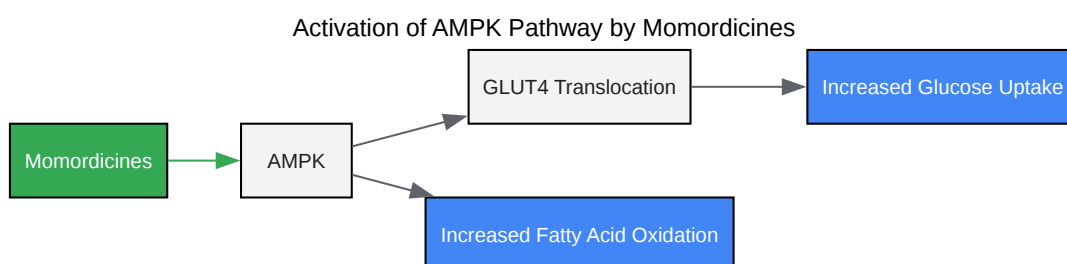 Activation of AMPK Pathway by Momordicines
GLUT4 Translocation
Increased Glucose Uptake
Momordicines
AMPK
Increased Fatty Acid Oxidation